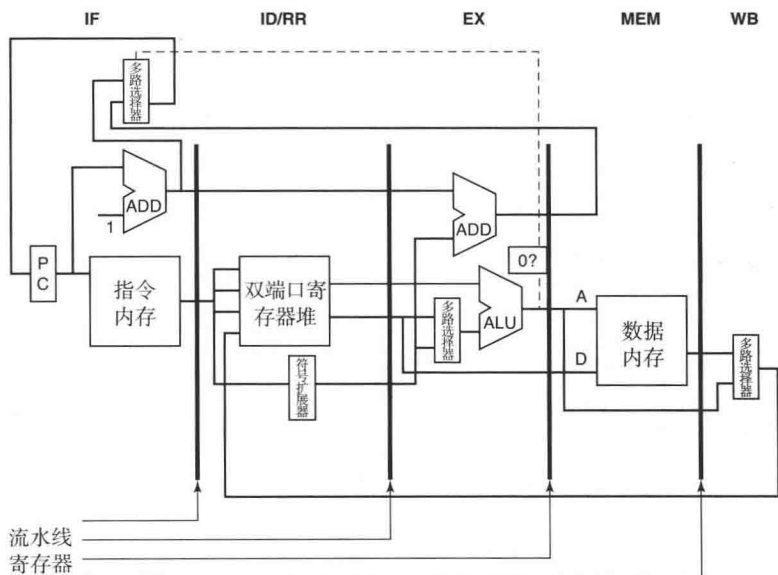 IF ID/RR EX MEM WB
多路选择器
ADD
1
PC
指令
内存
双端口寄
存器堆
符号扩展器
ADD
0?
多路选择器
ALU
A
D
数据
内存
多路选择器
流水线
寄存器